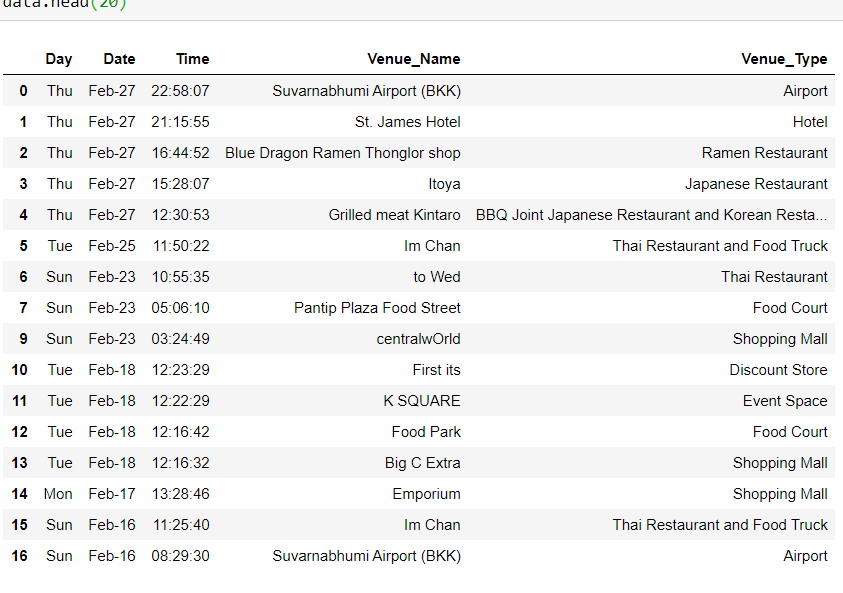 data.head(20)
Day Date Time Venue_Name Venue_Type
0 Thu Feb-27 22:58:07 Suvarnabhumi Airport (BKK) Airport
1 Thu Feb-27 21:15:55 St. James Hotel Hotel
2 Thu Feb-27 16:44:52 Blue Dragon Ramen Thonglor shop Ramen Restaurant
3 Thu Feb-27 15:28:07 Itoya Japanese Restaurant
4 Thu Feb-27 12:30:53 Grilled meat Kintaro BBQ Joint Japanese Restaurant and Korean Resta...
5 Tue Feb-25 11:50:22 Im Chan Thai Restaurant and Food Truck
6 Sun Feb-23 10:55:35 to Wed Thai Restaurant
7 Sun Feb-23 05:06:10 Pantip Plaza Food Street Food Court
9 Sun Feb-23 03:24:49 centralwOrld Shopping Mall
10 Tue Feb-18 12:23:29 First its Discount Store
11 Tue Feb-18 12:22:29 K SQUARE Event Space
12 Tue Feb-18 12:16:42 Food Park Food Court
13 Tue Feb-18 12:16:32 Big C Extra Shopping Mall
14 Mon Feb-17 13:28:46 Emporium Shopping Mall
15 Sun Feb-16 11:25:40 Im Chan Thai Restaurant and Food Truck
16 Sun Feb-16 08:29:30 Suvarnabhumi Airport (BKK) Airport